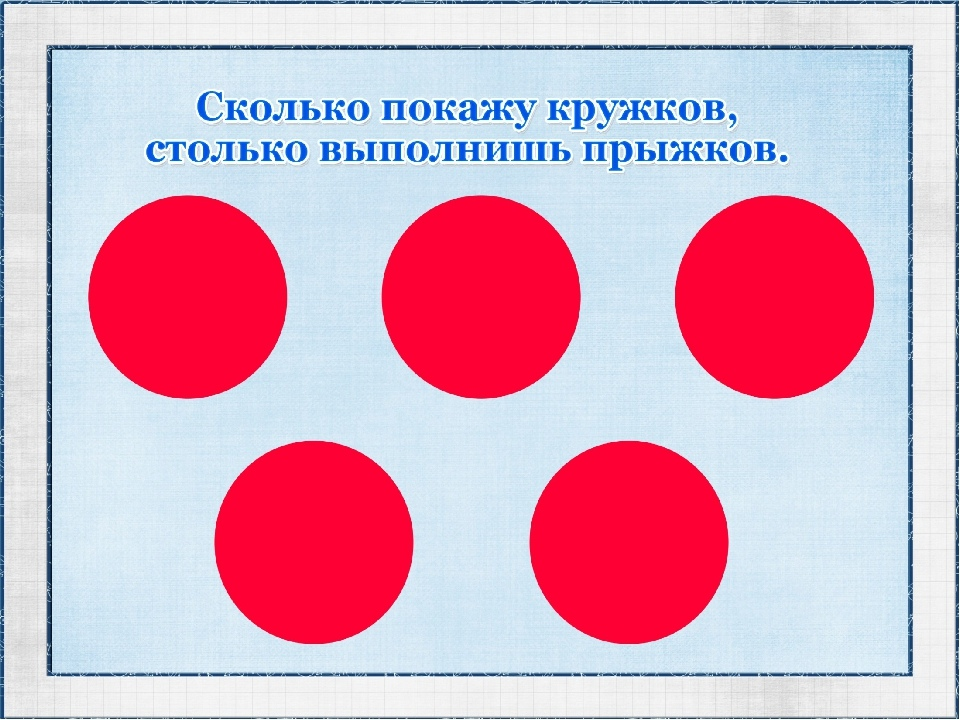 Сколько покажу кружков,
столько выполнишь прыжков.